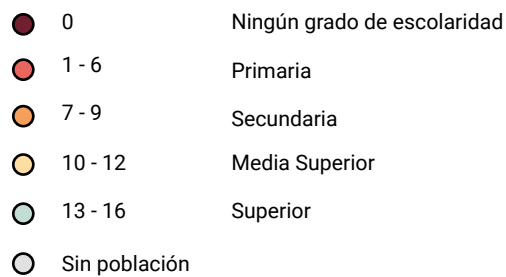 0 Ningún grado de escolaridad
1 - 6 Primaria
7 - 9 Secundaria
10 - 12 Media Superior
13 - 16 Superior
Sin población